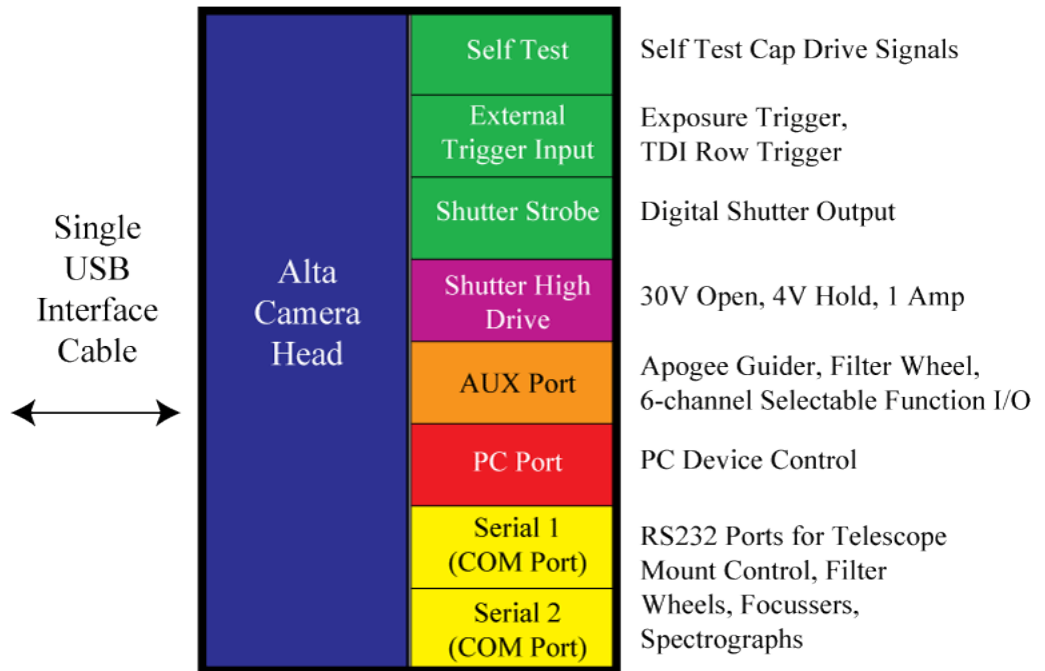 Single
USB
Interface
Cable
Alta
Camera
Head
Self Test
Self Test Cap Drive Signals
External
Trigger Input
Exposure Trigger,
TDI Row Trigger
Shutter Strobe
Digital Shutter Output
Shutter High
Drive
30V Open, 4V Hold, 1 Amp
AUX Port
Apogee Guider, Filter Wheel,
6-channel Selectable Function I/O
PC Port
PC Device Control
Serial 1
(COM Port)
Serial 2
(COM Port)
RS232 Ports for Telescope
Mount Control, Filter
Wheels, Focussers,
Spectrographs